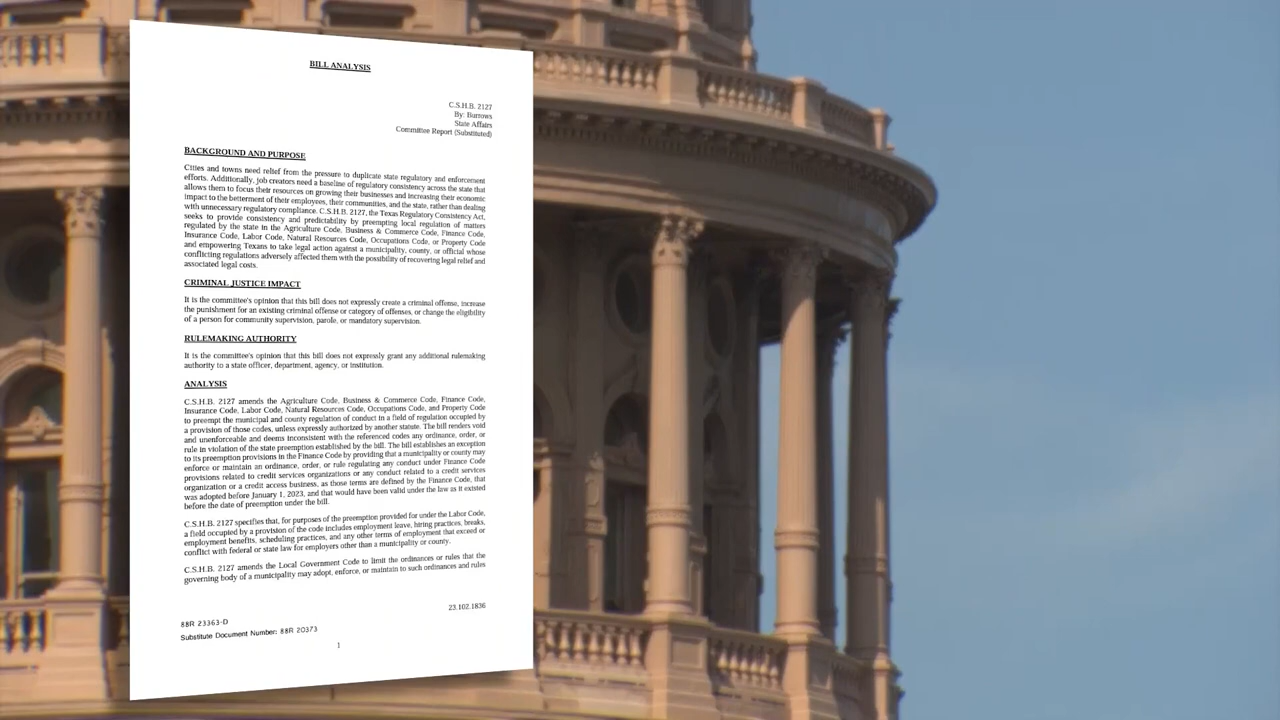 BILL ANALYSIS
C.S.H.B. 2127
By: Burrows
State Affairs
Committee Report (Substituted)
BACKGROUND AND PURPOSE
Cities and towns need relief from the pressure to duplicate state regulatory and enforcement
efforts. Additionally, job creators need a baseline of regulatory consistency across the state that
allows them to focus their resources on growing their businesses and increasing their economic
impact to the betterment of their employees, their communities, and the state, rather than dealing
with unnecessary regulatory compliance. C.S.H.B. 2127, the Texas Regulatory Consistency Act,
seeks to provide consistency and predictability by preempting local regulation of matters
regulated by the state in the Agriculture Code, Business & Commerce Code, Finance Code,
Insurance Code, Labor Code, Natural Resources Code, Occupations Code, or Property Code
and empowering Texans to take legal action against a municipality, county, or official whose
conflicting regulations adversely affected them with the possibility of recovering legal relief and
associated legal costs.
CRIMINAL JUSTICE IMPACT
It is the committee's opinion that this bill does not expressly create a criminal offense, increase
the punishment for an existing criminal offense or category of offenses, or change the eligibility
of a person for community supervision, parole, or mandatory supervision.
RULEMAKING AUTHORITY
It is the committee's opinion that this bill does not expressly grant any additional rulemaking
authority to a state officer, department, agency, or institution.
ANALYSIS
C.S.H.B. 2127 amends the Agriculture Code, Business & Commerce Code, Finance Code,
Insurance Code, Labor Code, Natural Resources Code, Occupations Code, and Property Code
to preempt the municipal and county regulation of conduct in a field of regulation occupied by
a provision of those codes, unless expressly authorized by another statute. The bill renders void
and unenforceable and deems inconsistent with the referenced codes any ordinance, order, or
rule in violation of the state preemption established by the bill. The bill establishes an exception
to its preemption provisions in the Finance Code by providing that a municipality or county may
enforce or maintain an ordinance, order, or rule regulating any conduct under Finance Code
provisions related to credit services organizations or any conduct related to a credit services
organization or a credit access business, as those terms are defined by the Finance Code, that
was adopted before January 1, 2023, and that would have been valid under the law as it existed
before the date of preemption under the bill.
C.S.H.B. 2127 specifies that, for purposes of the preemption provided for under the Labor Code,
a field occupied by a provision of the code includes employment leave, hiring practices, breaks,
employment benefits, scheduling practices, and any other terms of employment that exceed or
conflict with federal or state law for employers other than a municipality or county.
C.S.H.B. 2127 amends the Local Government Code to limit the ordinances or rules that the
governing body of a municipality may adopt, enforce, or maintain to such ordinances and rules
88R 23363-D
23.102.1836
Substitute Document Number: 88R 20373
1